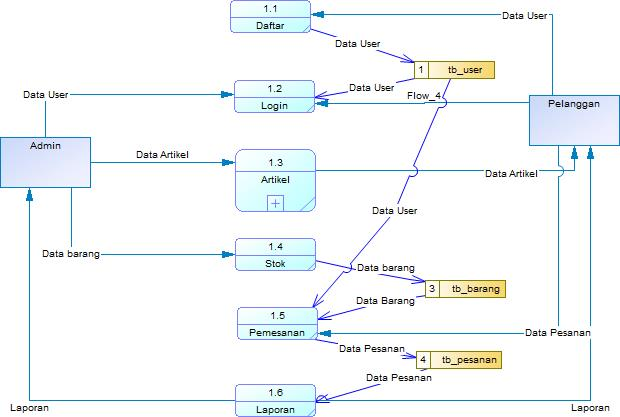 1.1
Daftar
Data User
Data User
1 tb_user
Data User
1.2
Login
Data User
Flow_4
Pelanggan
Admin
Data Artikel
1.3
Artikel
Data Artikel
Data User
1.4
Stok
Data barang
Data barang
3 tb_barang
Data Barang
1.5
Pemesanan
Data Pesanan
Data Pesanan
4 tb_pesanan
Data Pesanan
1.6
Laporan
Laporan
Laporan